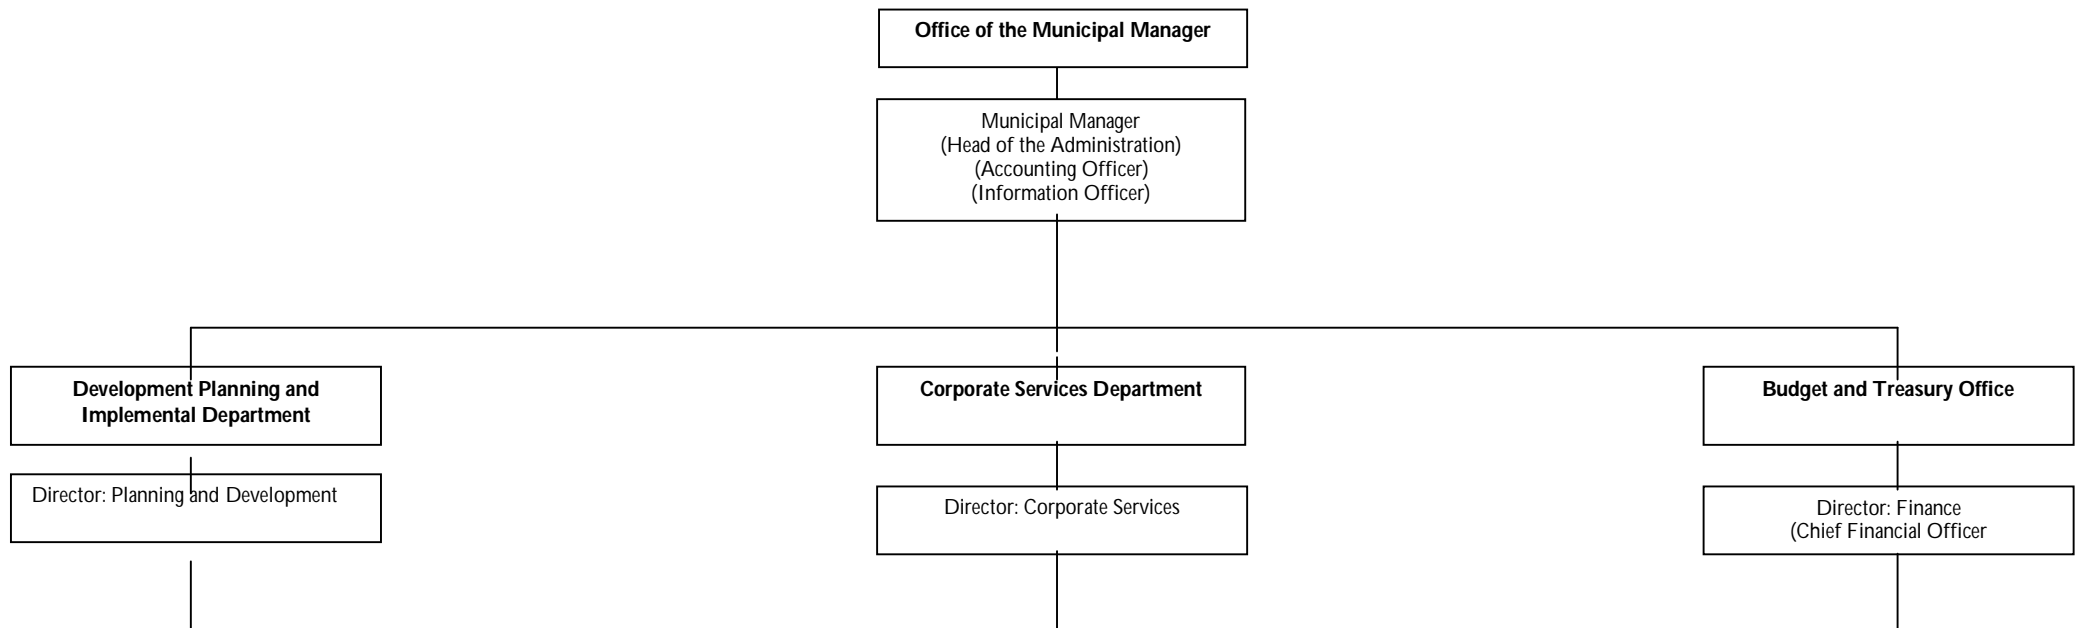 Office of the Municipal Manager
Municipal Manager
(Head of the Administration)
(Accounting Officer)
(Information Officer)
Development Planning and
Implemental Department
Corporate Services Department
Budget and Treasury Office
Director: Planning and Development
Director: Corporate Services
Director: Finance
(Chief Financial Officer